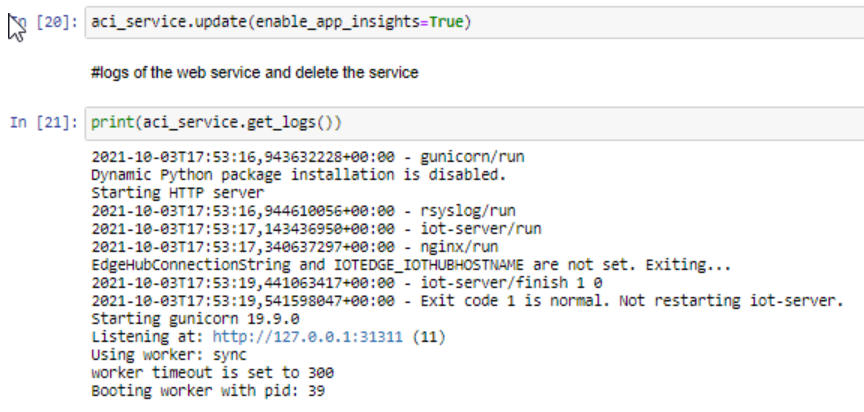 In [20]: aci_service.update(enable_app_insights=True)
#logs of the web service and delete the service
In [21]: print(aci_service.get_logs())
2021-10-03T17:53:16,943632228+00:00 - gunicorn/run
Dynamic Python package installation is disabled.
Starting HTTP server
2021-10-03T17:53:16,944610056+00:00 - rsyslog/run
2021-10-03T17:53:17,143436950+00:00 - iot-server/run
2021-10-03T17:53:17,340637297+00:00 - nginx/run
EdgeHubConnectionString and IOTEDGE_IOTHUBHOSTNAME are not set. Exiting...
2021-10-03T17:53:19,441063417+00:00 - iot-server/finish 1 0
2021-10-03T17:53:19,541598047+00:00 - Exit code 1 is normal. Not restarting iot-server.
Starting gunicorn 19.9.0
Listening at: http://127.0.0.1:31311 (11)
Using worker: sync
worker timeout is set to 300
Booting worker with pid: 39